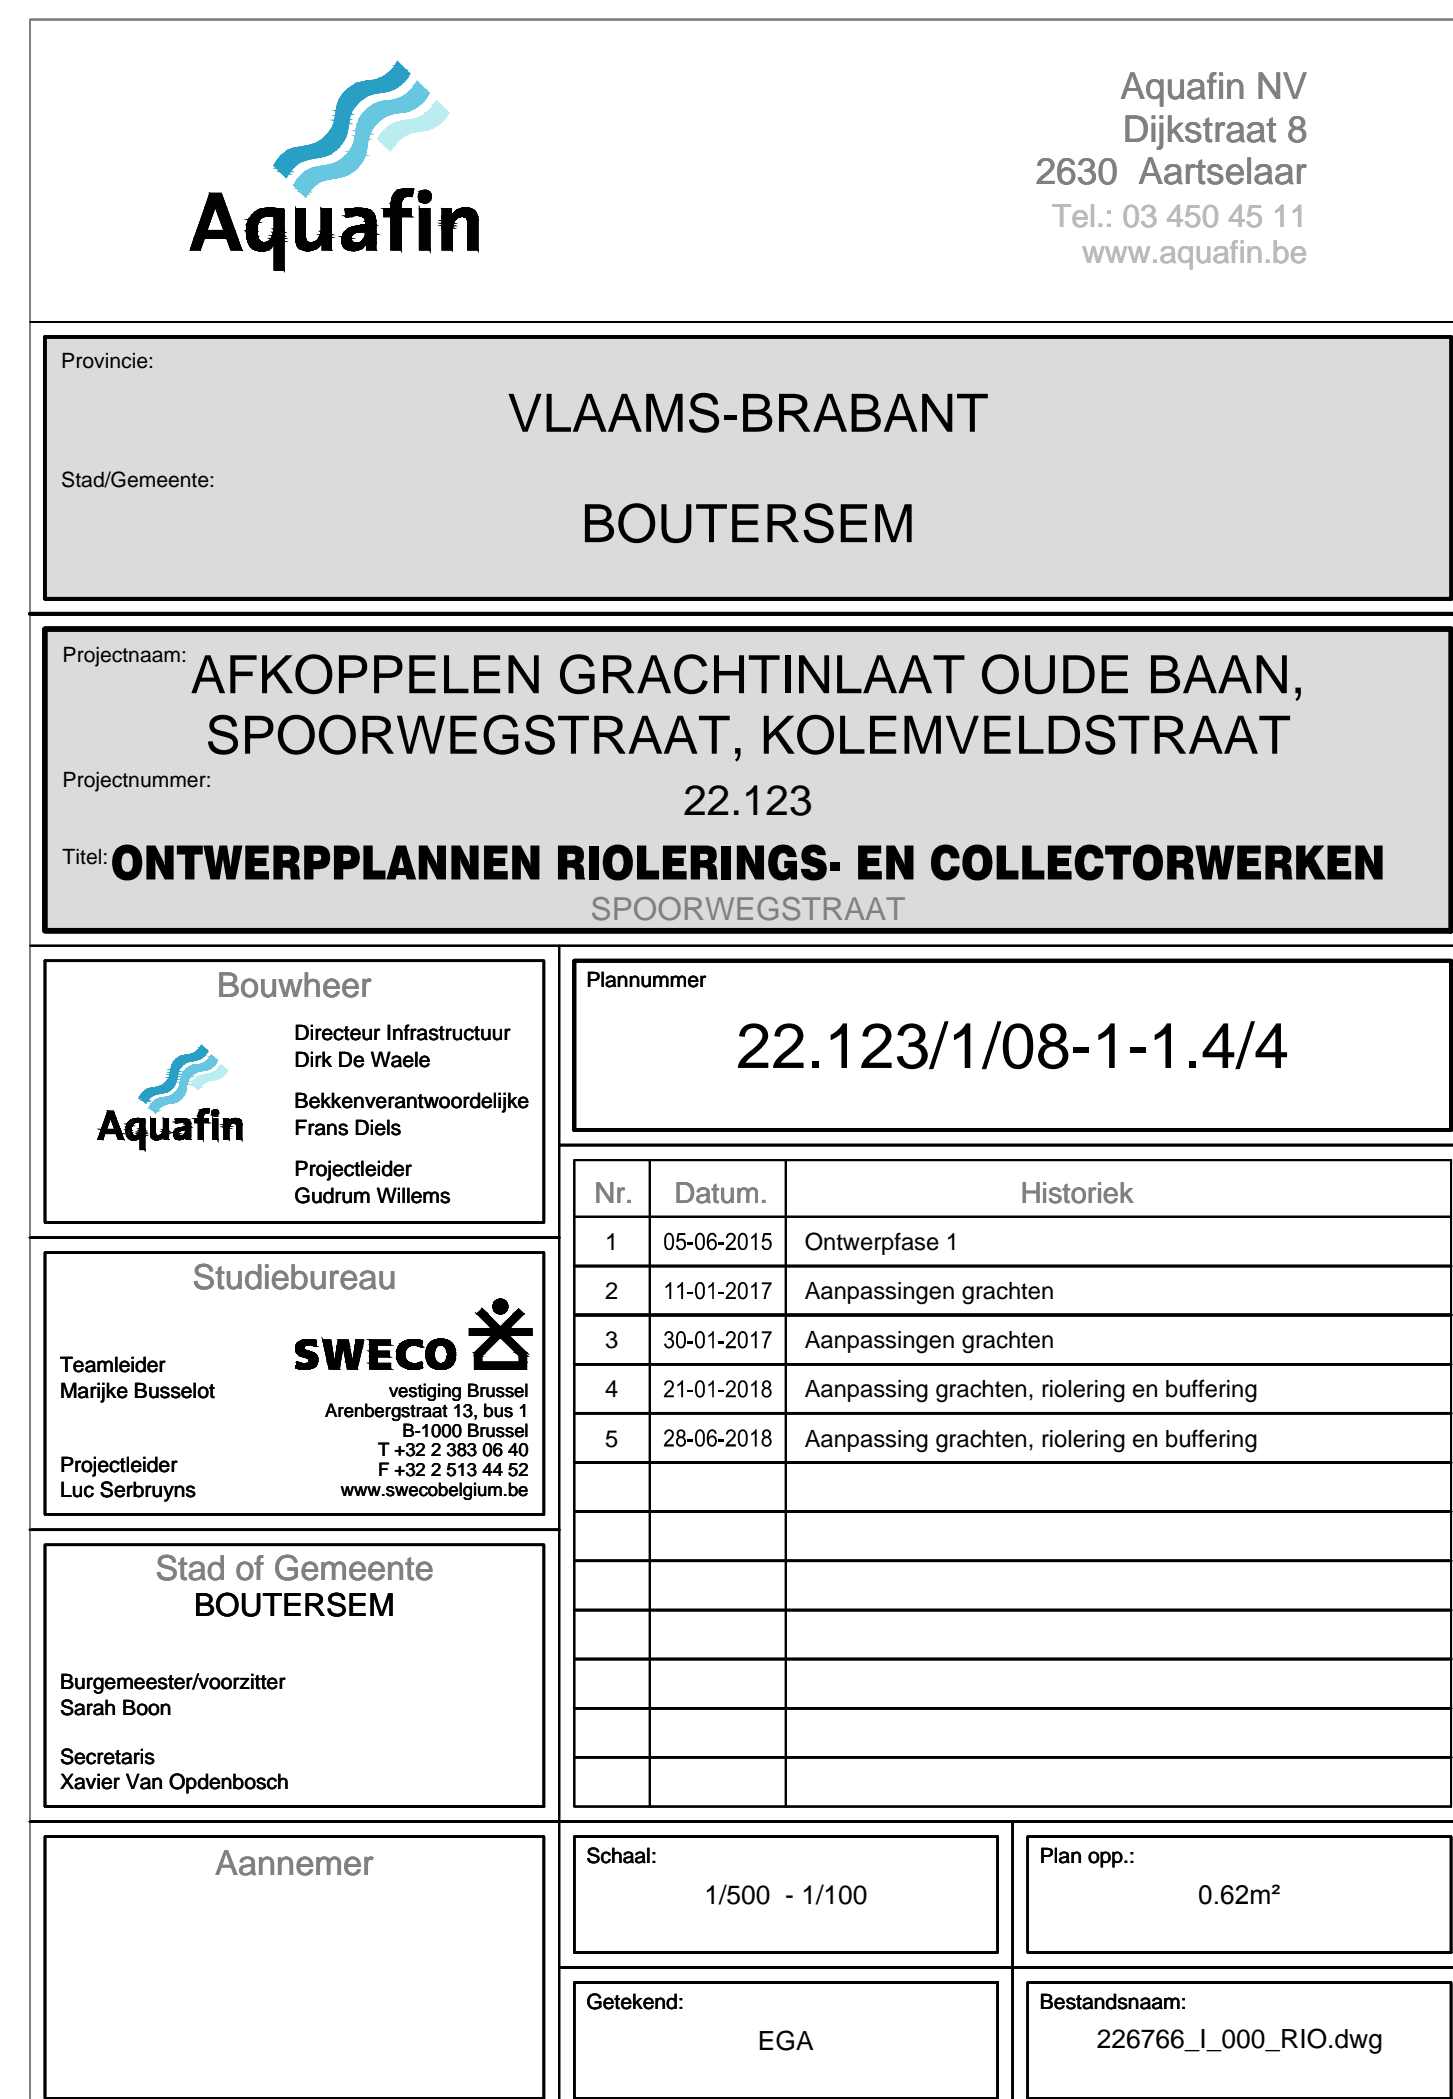 Aquafin
Aquafin NV
Dijkstraat 8
2630 Aartselaar
Tel.: 03 450 45 11
www.aquafin.be
Provincie:
VLAAMS-BRABANT
Stad/Gemeente:
BOUTERSEM
Projectnaam:
AFKOPPELEN GRACHTINLAAT OUDE BAAN,
SPOORWEGSTRAAT, KOLEMVELDSTRAAT
Projectnummer:
22.123
Titel: ONTWERPPLANNEN RIOLERINGS- EN COLLECTORWERKEN
SPOORWEGSTRAAT
Bouwheer
Aquafin
Directeur Infrastructuur
Dirk De Waele
Bekkenverantwoordelijke
Frans Diels
Projectleider
Gudrum Willems
Studiebureau
SWECO
Teamleider
Marijke Busselot
Projectleider
Luc Serbruyns
vestiging Brussel
Arenbergstraat 13, bus 1
B-1000 Brussel
T +32 2 383 06 40
F +32 2 513 44 52
www.swecobelgium.be
Stad of Gemeente
BOUTERSEM
Burgemeester/voorzitter
Sarah Boon
Secretaris
Xavier Van Opdenbosch
Aannemer
Plannummer
22.123/1/08-1-1.4/4
Nr. Datum. Historiek
1 05-06-2015 Ontwerpfase 1
2 11-01-2017 Aanpassingen grachten
3 30-01-2017 Aanpassingen grachten
4 21-01-2018 Aanpassing grachten, riolering en buffering
5 28-06-2018 Aanpassing grachten, riolering en buffering
Schaal:
1/500 - 1/100
Plan opp.:
0.62m²
Getekend:
EGA
Bestandsnaam:
226766_I_000_RIO.dwg